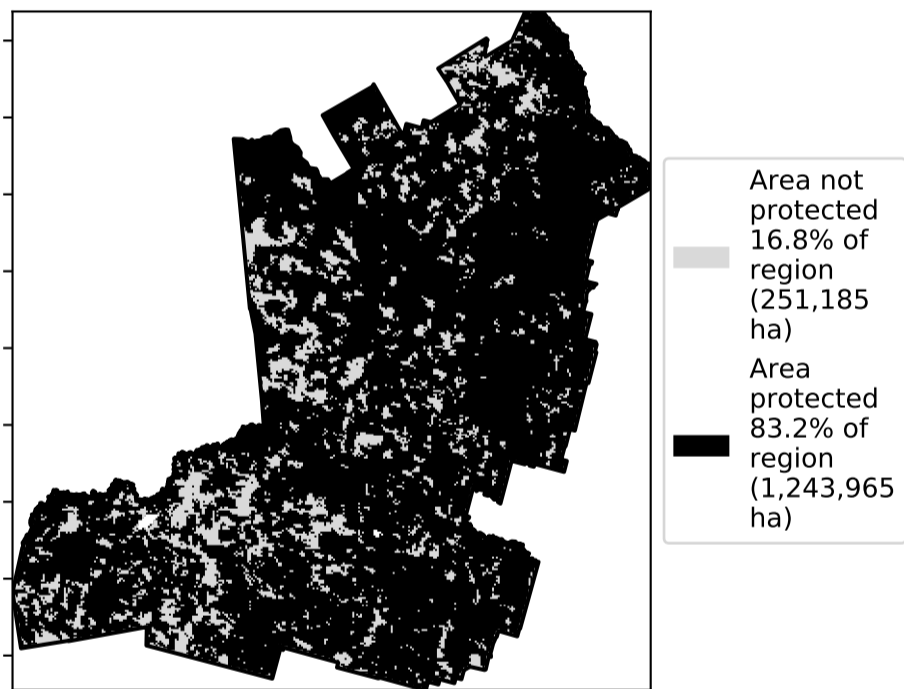 Area not
protected
16.8% of
region
(251,185
ha)
Area
protected
83.2% of
region
(1,243,965
ha)